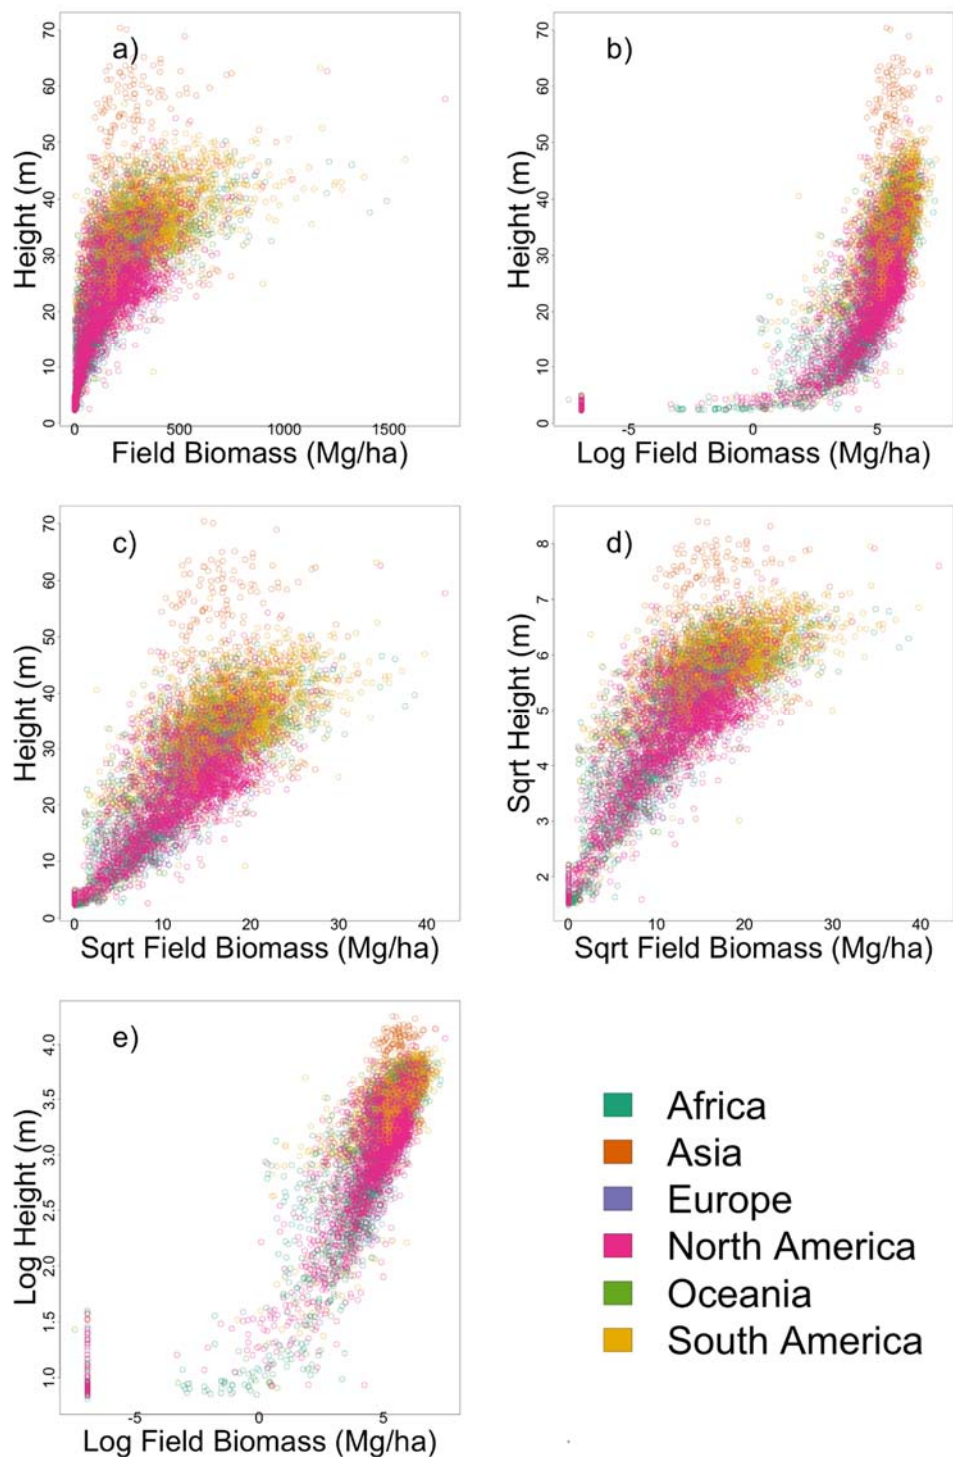 a)
70
60
50
40
30
20
10
0
Height (m)
0 500 1000 1500
Field Biomass (Mg/ha)
b)
70
60
50
40
30
20
10
0
Height (m)
-5 0 5
Log Field Biomass (Mg/ha)
c)
70
60
50
40
30
20
10
0
Height (m)
0 10 20 30 40
Sqrt Field Biomass (Mg/ha)
d)
8
7
6
5
4
3
2
Sqrt Height (m)
0 10 20 30 40
Sqrt Field Biomass (Mg/ha)
e)
4.0
3.5
3.0
2.5
2.0
1.5
1.0
Log Height (m)
-5 0 5
Log Field Biomass (Mg/ha)
Africa
Asia
Europe
North America
Oceania
South America